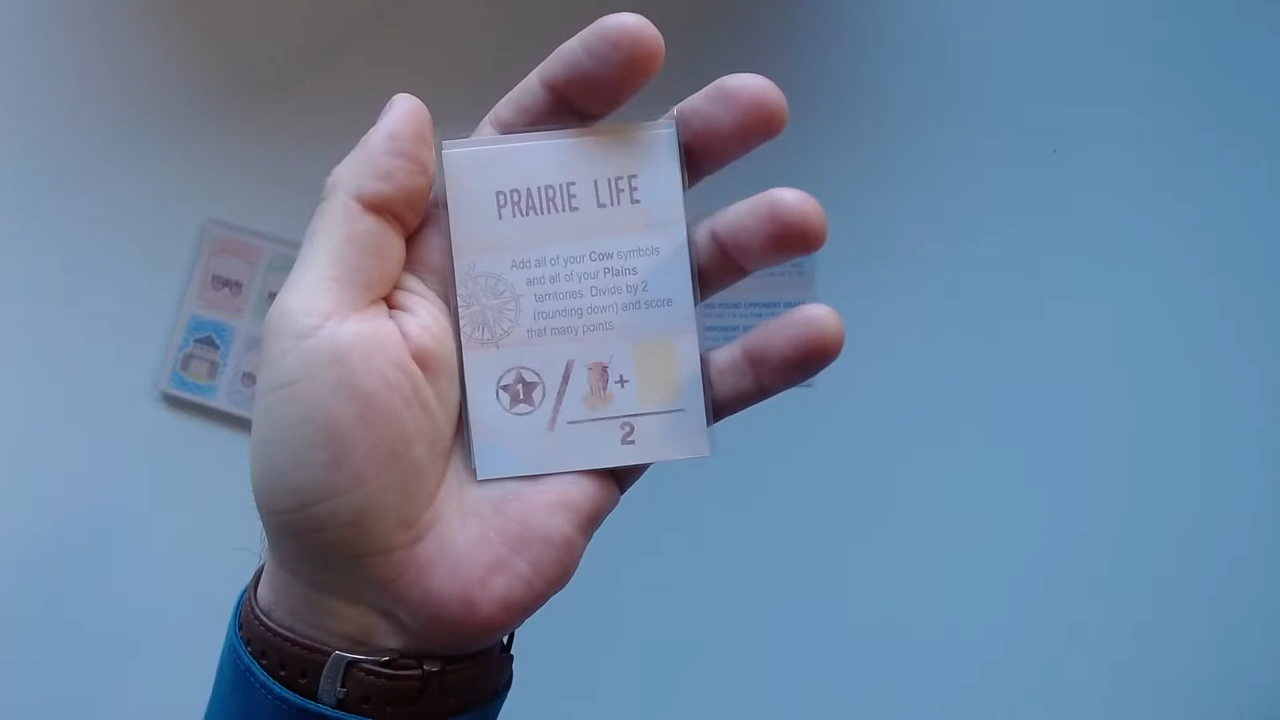 PRAIRIE LIFE
Add all of your Cow symbols
and all of your Plains
territories. Divide by 2
(rounding down) and score
that many points
1
+
2